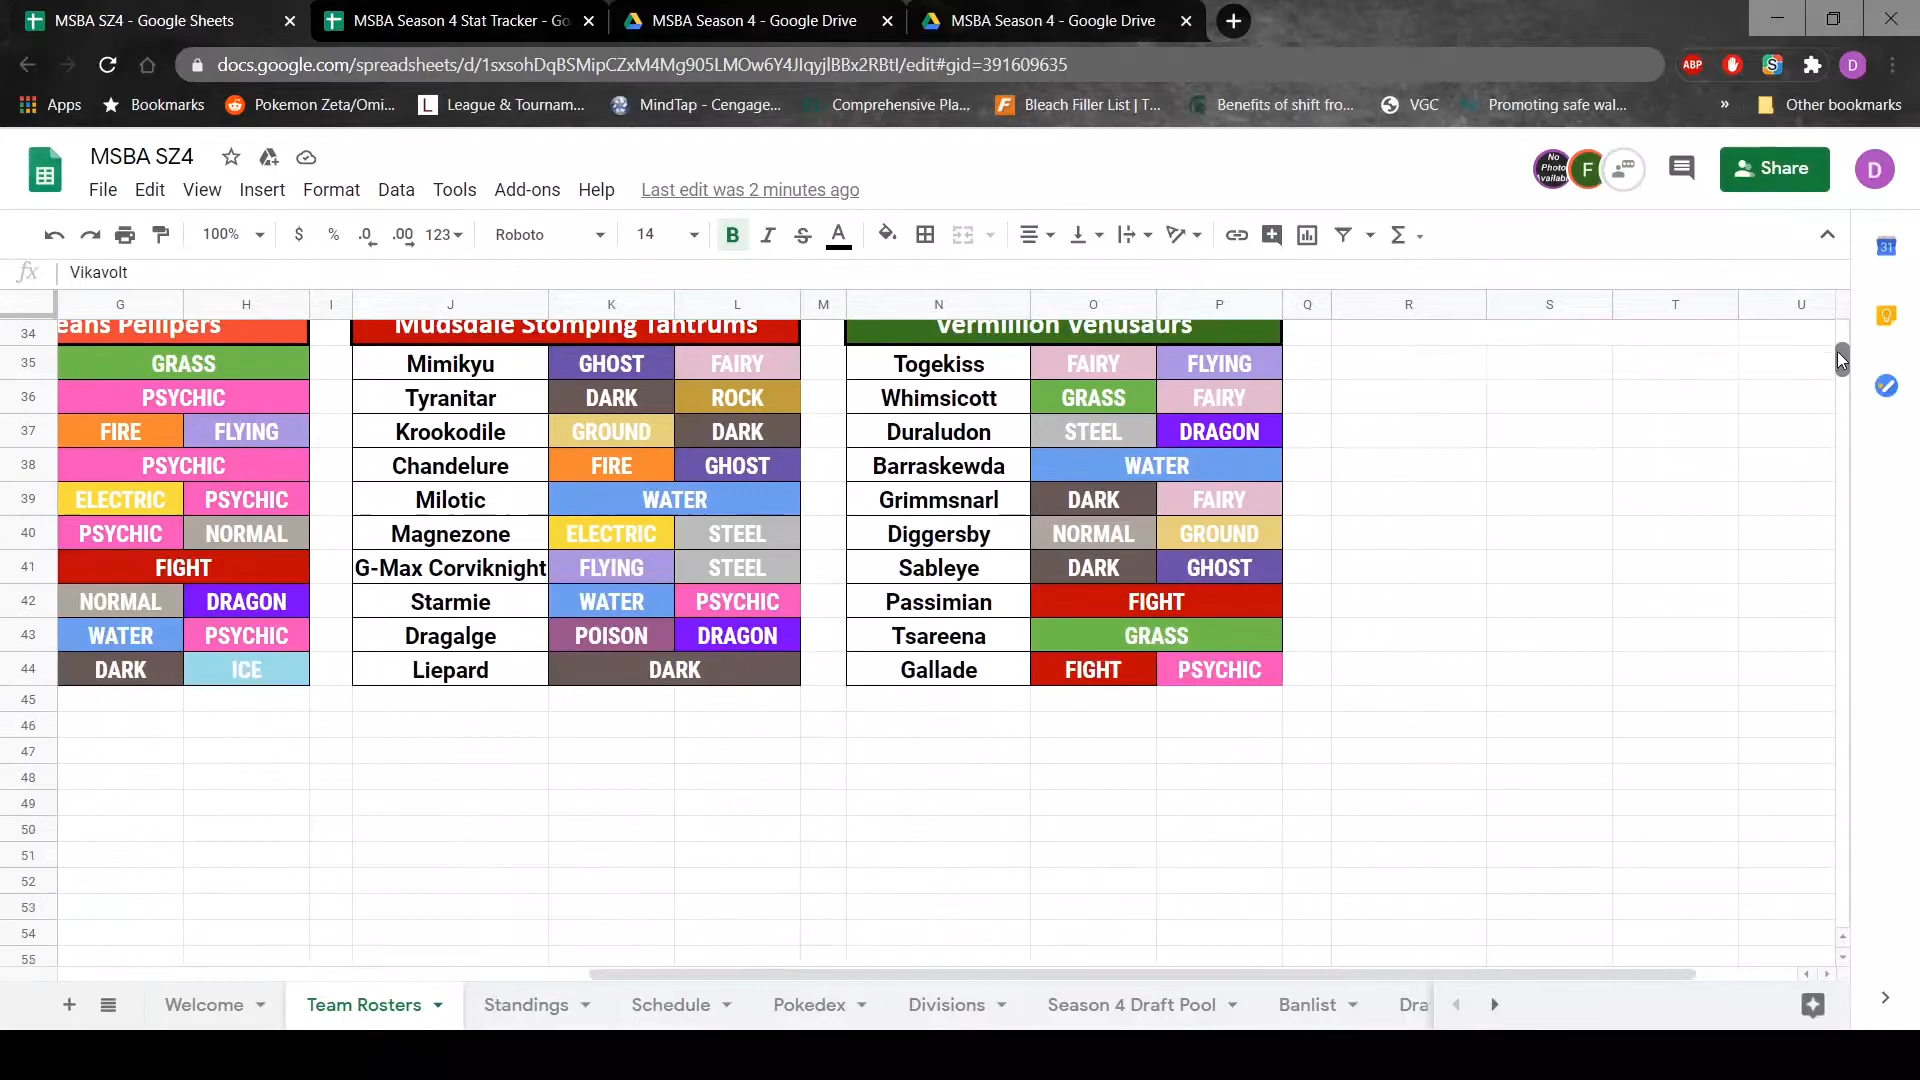 MSBA SZ4 - Google Sheets
MSBA Season 4 Stat Tracker - Go
MSBA Season 4 - Google Drive
MSBA Season 4 - Google Drive
docs.google.com/spreadsheets/d/1sxsohDqBSMipCZxM4Mg905LMOw6Y4JIqyjlBBx2RBtI/edit#gid=391609635
ABP
D
Apps
Bookmarks
Pokemon Zeta/Omi...
League & Tournam...
MindTap - Cengage...
Comprehensive Pla...
Bleach Filler List | T...
Benefits of shift fro...
VGC
Promoting safe wal...
»
Other bookmarks
MSBA SZ4
File Edit View Insert Format Data Tools Add-ons Help Last edit was 2 minutes ago
No Photo
F
Share
D
100% $ % .0 .00 123 Roboto 14 B I S A
31
fx Vikavolt
G H I J K L M N O P Q R S T U
34 eans Pellipers Mudsdale Stomping Tantrums Vermillion Venusaurs
35 GRASS Mimikyu GHOST FAIRY Togekiss FAIRY FLYING
36 PSYCHIC Tyranitar DARK ROCK Whimsicott GRASS FAIRY
37 FIRE FLYING Krookodile GROUND DARK Duraludon STEEL DRAGON
38 PSYCHIC Chandelure FIRE GHOST Barraskewda WATER
39 ELECTRIC PSYCHIC Milotic WATER Grimmsnarl DARK FAIRY
40 PSYCHIC NORMAL Magnezone ELECTRIC STEEL Diggersby NORMAL GROUND
41 FIGHT G-Max Corviknight FLYING STEEL Sableye DARK GHOST
42 NORMAL DRAGON Starmie WATER PSYCHIC Passimian FIGHT
43 WATER PSYCHIC Dragalge POISON DRAGON Tsareena GRASS
44 DARK ICE Liepard DARK Gallade FIGHT PSYCHIC
45
46
47
48
49
50
51
52
53
54
55
Welcome Team Rosters Standings Schedule Pokedex Divisions Season 4 Draft Pool Banlist Dra